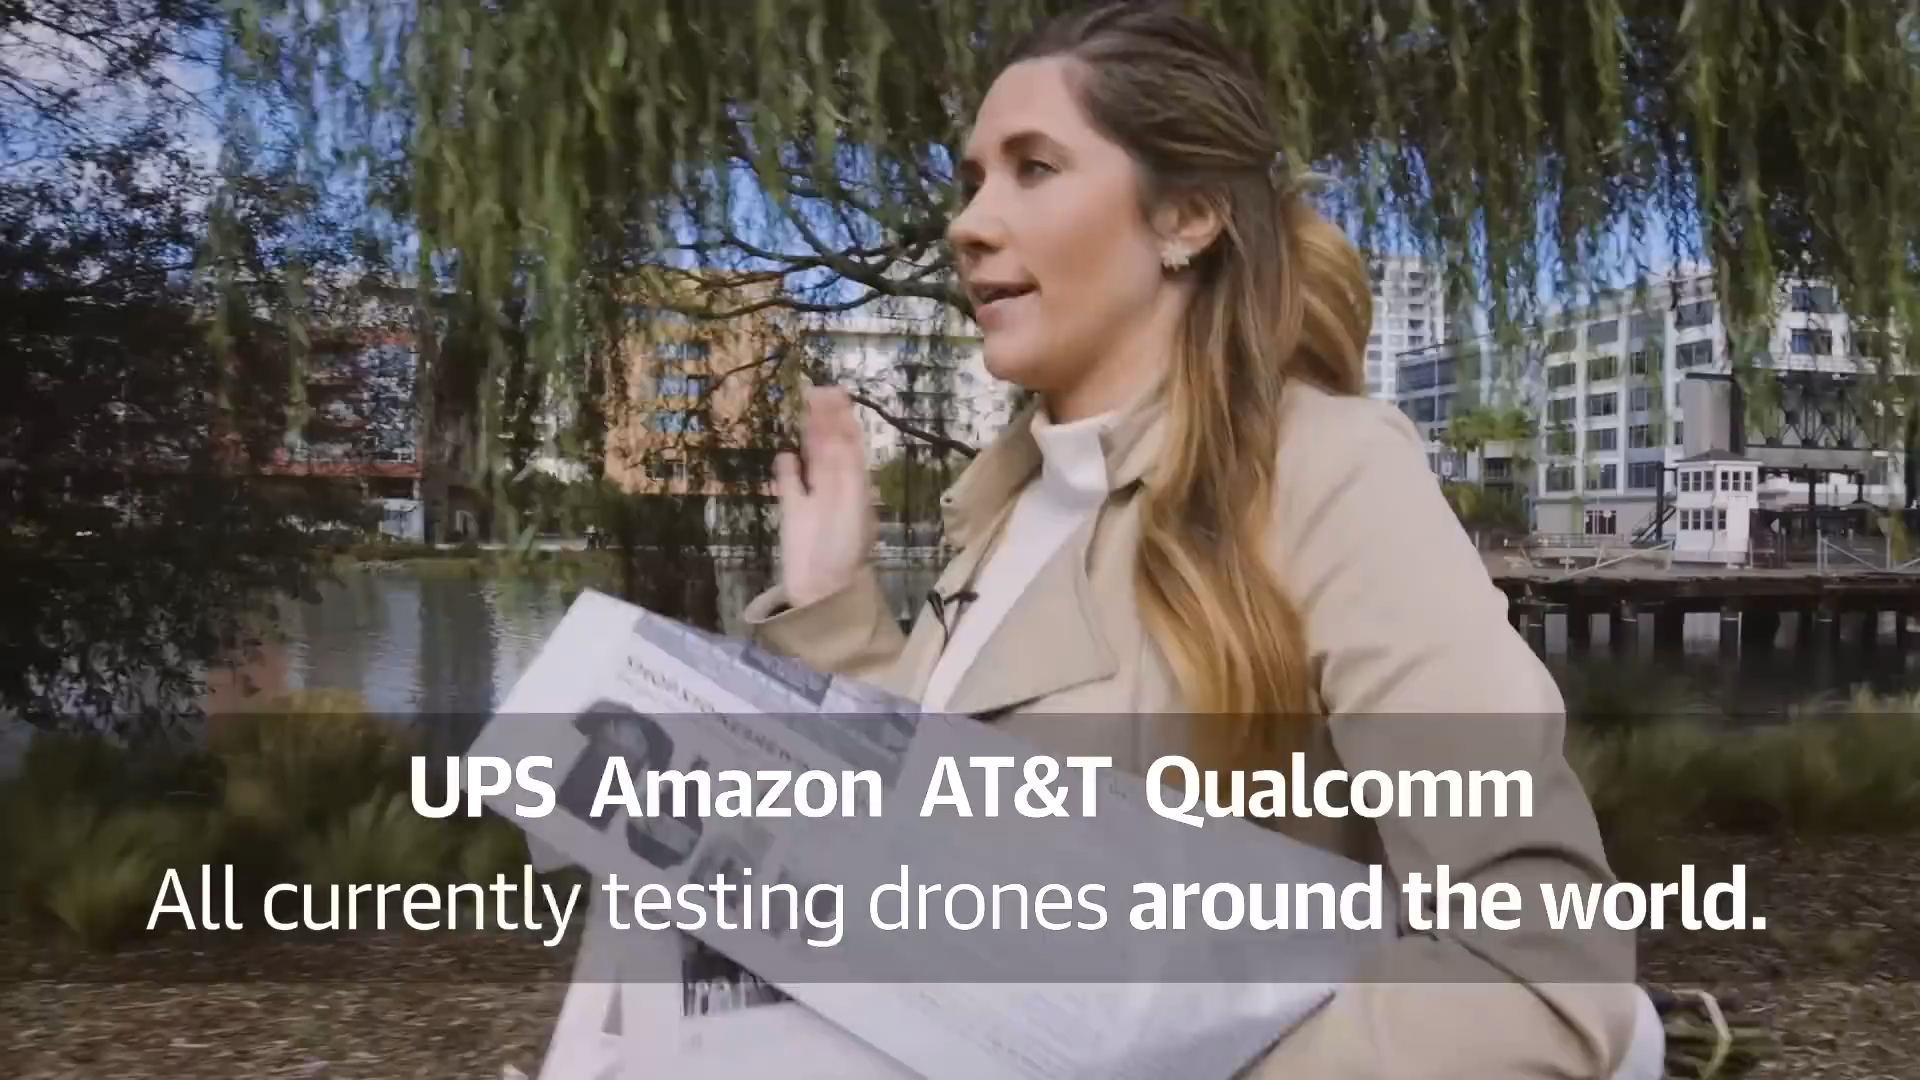 UPS Amazon AT&T Qualcomm
All currently testing drones around the world.